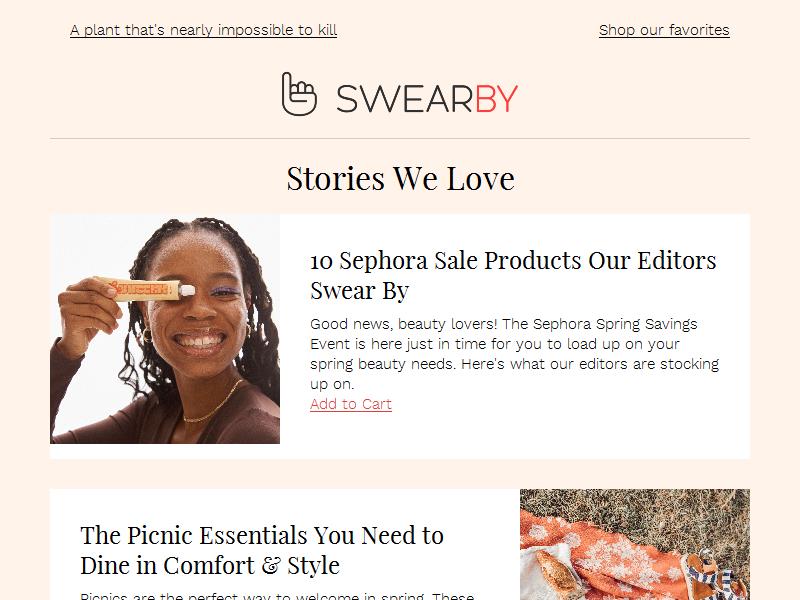 A plant that's nearly impossible to kill
Shop our favorites
SWEARBY
Stories We Love
10 Sephora Sale Products Our Editors
Swear By
Good news, beauty lovers! The Sephora Spring Savings
Event is here just in time for you to load up on your
spring beauty needs. Here's what our editors are stocking
up on.
Add to Cart
The Picnic Essentials You Need to
Dine in Comfort & Style
Picnics are the perfect way to welcome in spring. These